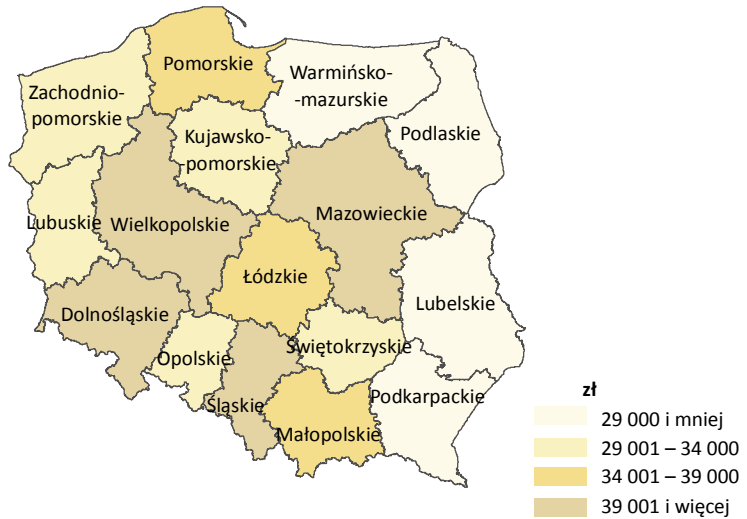 Pomorskie
Warmińsko-
-mazurskie
Zachodnio-
pomorskie
Podlaskie
Kujawsko-
pomorskie
Lubuskie
Wielkopolskie
Mazowieckie
Łódzkie
Lubelskie
Dolnośląskie
Opolskie
Świętokrzyskie
Śląskie
Podkarpackie
Małopolskie
zł
29 000 i mniej
29 001 – 34 000
34 001 – 39 000
39 001 i więcej